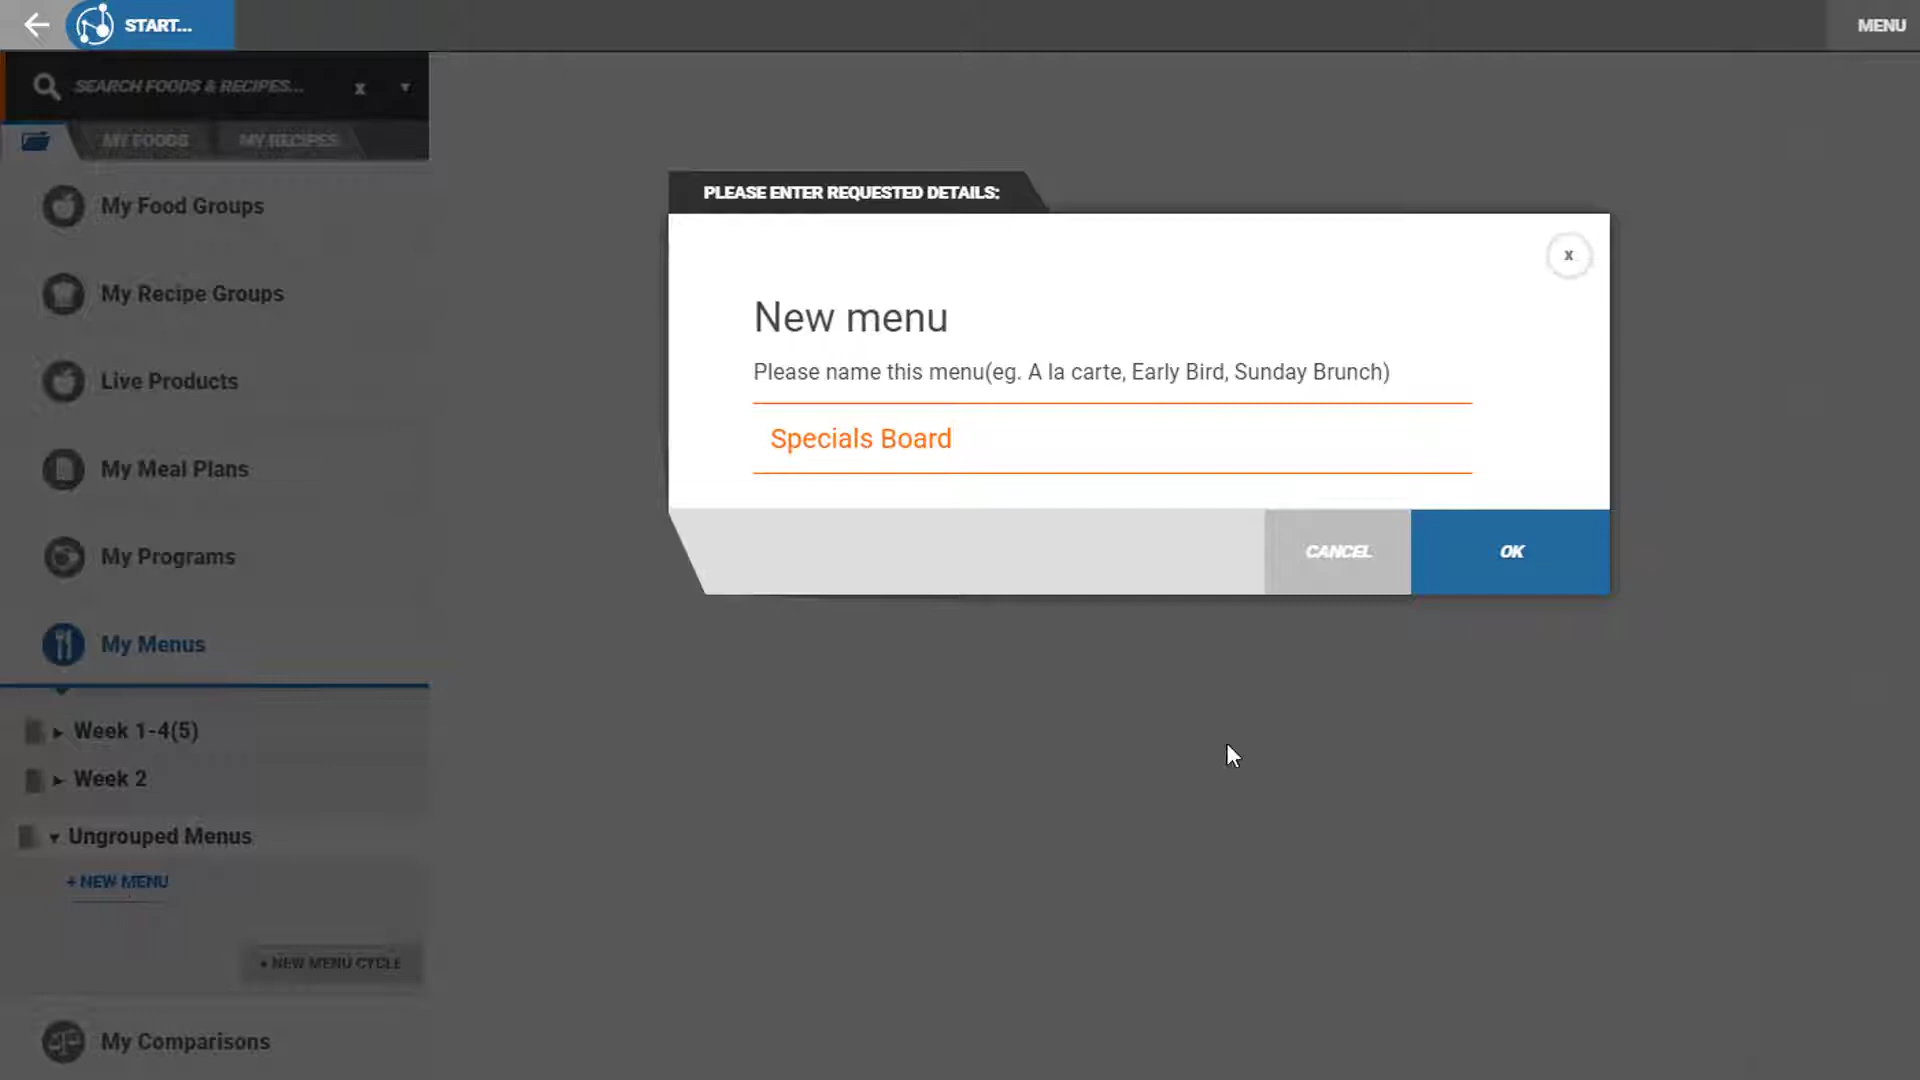 START...
MENU
SEARCH FOODS & RECIPES...
x
MY FOODS
MY RECIPES
My Food Groups
My Recipe Groups
Live Products
My Meal Plans
My Programs
My Menus
Week 1-4(5)
Week 2
Ungrouped Menus
+ NEW MENU
+ NEW MENU CYCLE
My Comparisons
PLEASE ENTER REQUESTED DETAILS:
x
New menu
Please name this menu(eg. A la carte, Early Bird, Sunday Brunch)
Specials Board
CANCEL
OK